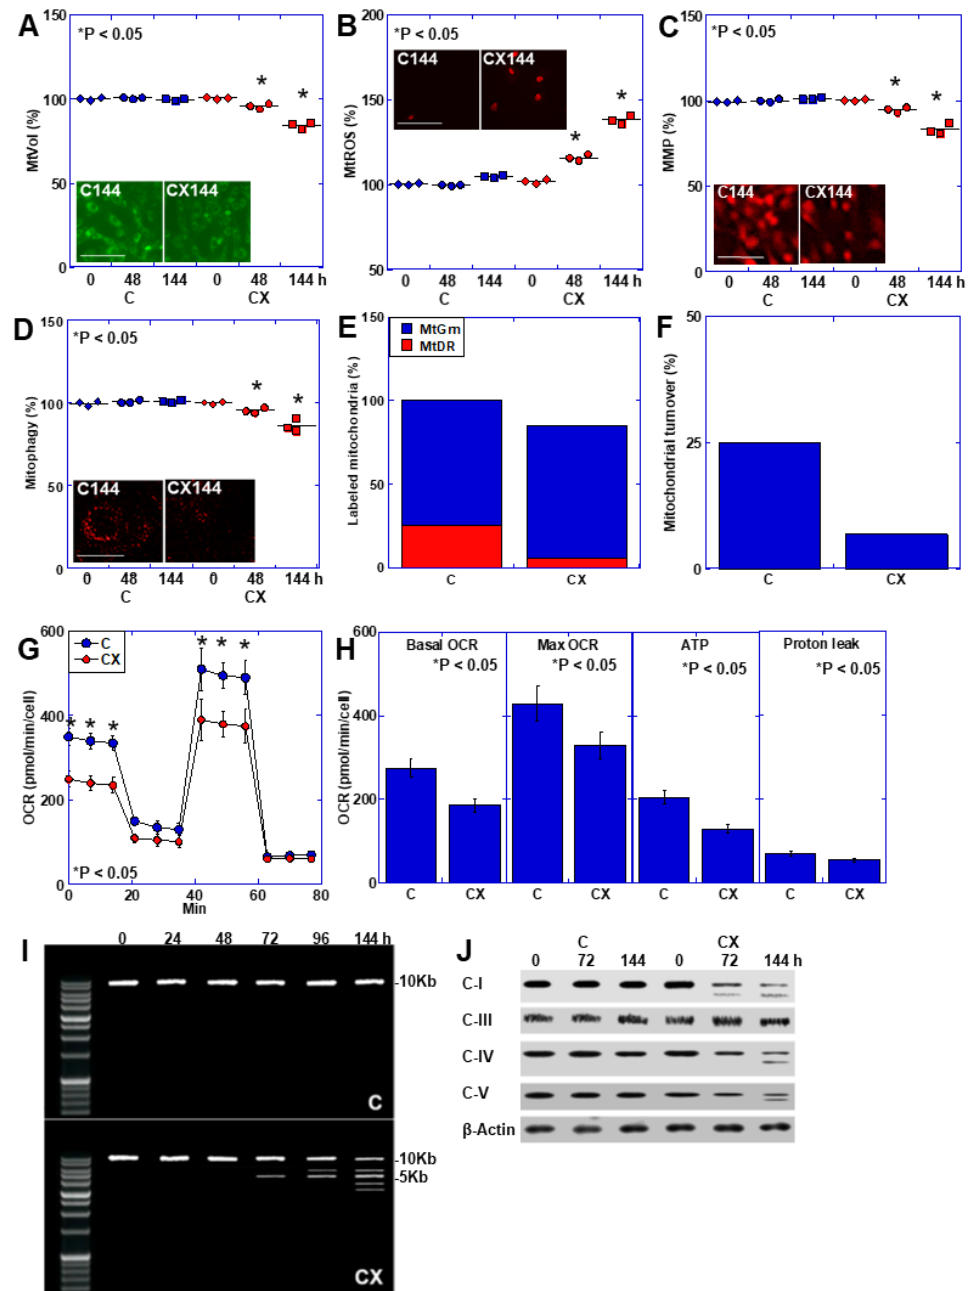 A
*P < 0.05
MtVol (%)
150
100
50
* *
C144 CX144
0 48 144 0 48 144 h
C CX
B
*P < 0.05
MtROS (%)
200
150
100
50
* *
C144 CX144
0 48 144 0 48 144 h
C CX
C
*P < 0.05
MMP (%)
150
100
50
0
* *
C144 CX144
0 48 144 0 48 144 h
C CX
D
*P < 0.05
Mitophagy (%)
150
100
50
0
* *
C144 CX144
0 48 144 0 48 144 h
C CX
E
MtGm
MtDR
Labeled mitochondria (%)
150
100
50
0
C CX
F
Mitochondrial turnover (%)
50
25
0
C CX
G
C
CX
OCR (pmol/min/cell)
600
400
200
0
* * *
* * *
*P < 0.05
0 20 40 60 80
Min
H
OCR (pmol/min/cell)
600
400
200
0
Basal OCR Max OCR ATP Proton leak
*P < 0.05 *P < 0.05 *P < 0.05 *P < 0.05
C CX C CX C CX C CX
I
0 24 48 72 96 144 h
-10Kb
C
-10Kb
-5Kb
CX
J
C CX
0 72 144 0 72 144 h
C-I
C-III
C-IV
C-V
β-Actin